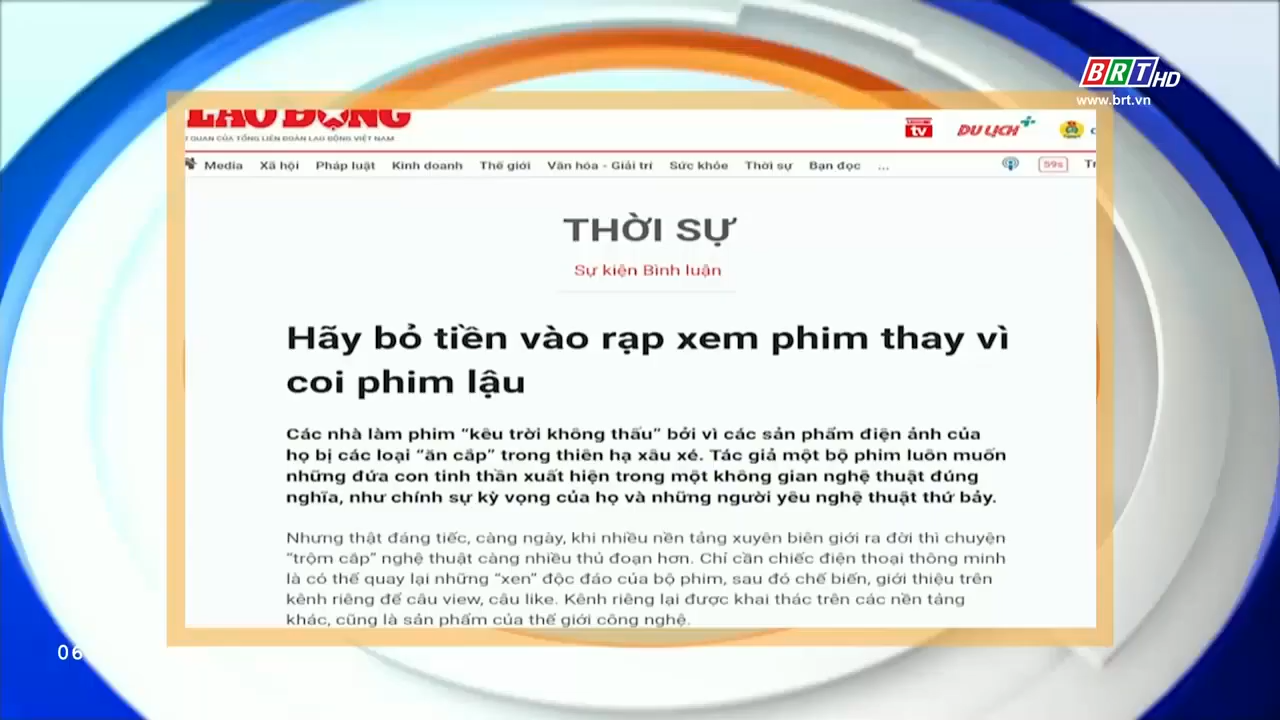 BRT HD
www.brt.vn
LAO ĐỘNG
QUAN CỦA TỔNG LIÊN ĐOÀN LAO ĐỘNG VIỆT NAM
tv DU LỊCH
Media Xã hội Pháp luật Kinh doanh Thế giới Văn hóa - Giải trí Sức khỏe Thời sự Bạn đọc ... 59s
THỜI SỰ
Sự kiện Bình luận
Hãy bỏ tiền vào rạp xem phim thay vì
coi phim lậu
Các nhà làm phim “kêu trời không thấu” bởi vì các sản phẩm điện ảnh của
họ bị các loại “ăn cắp” trong thiên hạ xâu xé. Tác giả một bộ phim luôn muốn
những đứa con tinh thần xuất hiện trong một không gian nghệ thuật đúng
nghĩa, như chính sự kỳ vọng của họ và những người yêu nghệ thuật thứ bảy.
Nhưng thật đáng tiếc, càng ngày, khi nhiều nền tảng xuyên biên giới ra đời thì chuyện
“trộm cắp” nghệ thuật càng nhiều thủ đoạn hơn. Chỉ cần chiếc điện thoại thông minh
là có thể quay lại những “xen” độc đáo của bộ phim, sau đó chế biến, giới thiệu trên
kênh riêng để câu view, câu like. Kênh riêng lại được khai thác trên các nền tảng
khác, cũng là sản phẩm của thế giới công nghệ.
06